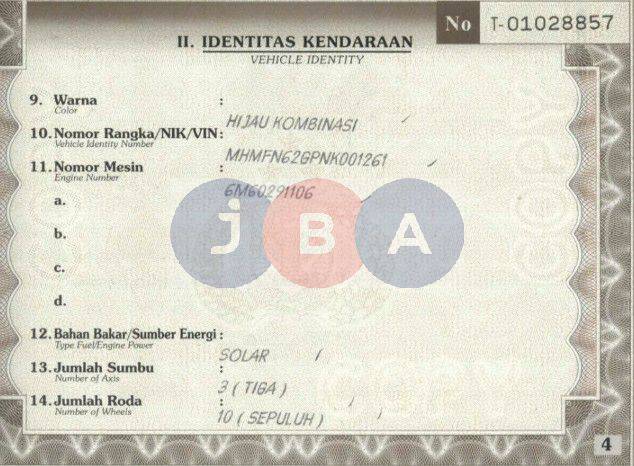 No T-01028857
II. IDENTITAS KENDARAAN
VEHICLE IDENTITY
9. Warna :
Color
HIJAU KOMBINASI
10. Nomor Rangka/NIK/VIN :
Vehicle Identity Number
MHMFN62GPNK001261
11. Nomor Mesin :
Engine Number
6M60291106
a.
b.
c.
d.
JBA
12. Bahan Bakar/Sumber Energi :
Type Fuel/Engine Power
SOLAR
13. Jumlah Sumbu :
Number of Axis
3 ( TIGA )
14. Jumlah Roda :
Number of Wheels
10 ( SEPULUH )
4